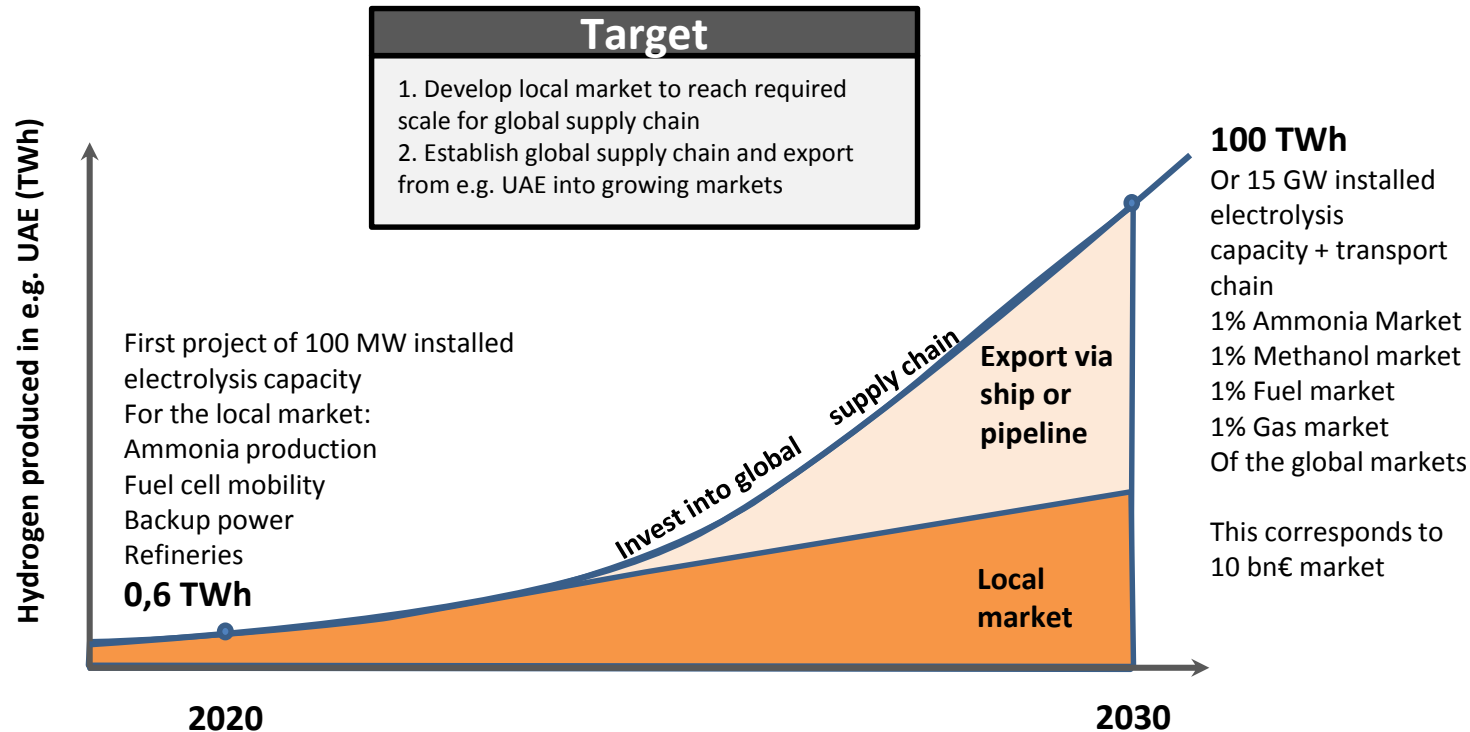 Target
1. Develop local market to reach required
scale for global supply chain
2. Establish global supply chain and export
from e.g. UAE into growing markets
Hydrogen produced in e.g. UAE (TWh)
First project of 100 MW installed
electrolysis capacity
For the local market:
Ammonia production
Fuel cell mobility
Backup power
Refineries
0,6 TWh
Invest into global supply chain
Export via
ship or
pipeline
Local
market
100 TWh
Or 15 GW installed
electrolysis
capacity + transport
chain
1% Ammonia Market
1% Methanol market
1% Fuel market
1% Gas market
Of the global markets
This corresponds to
10 bn€ market
2020
2030